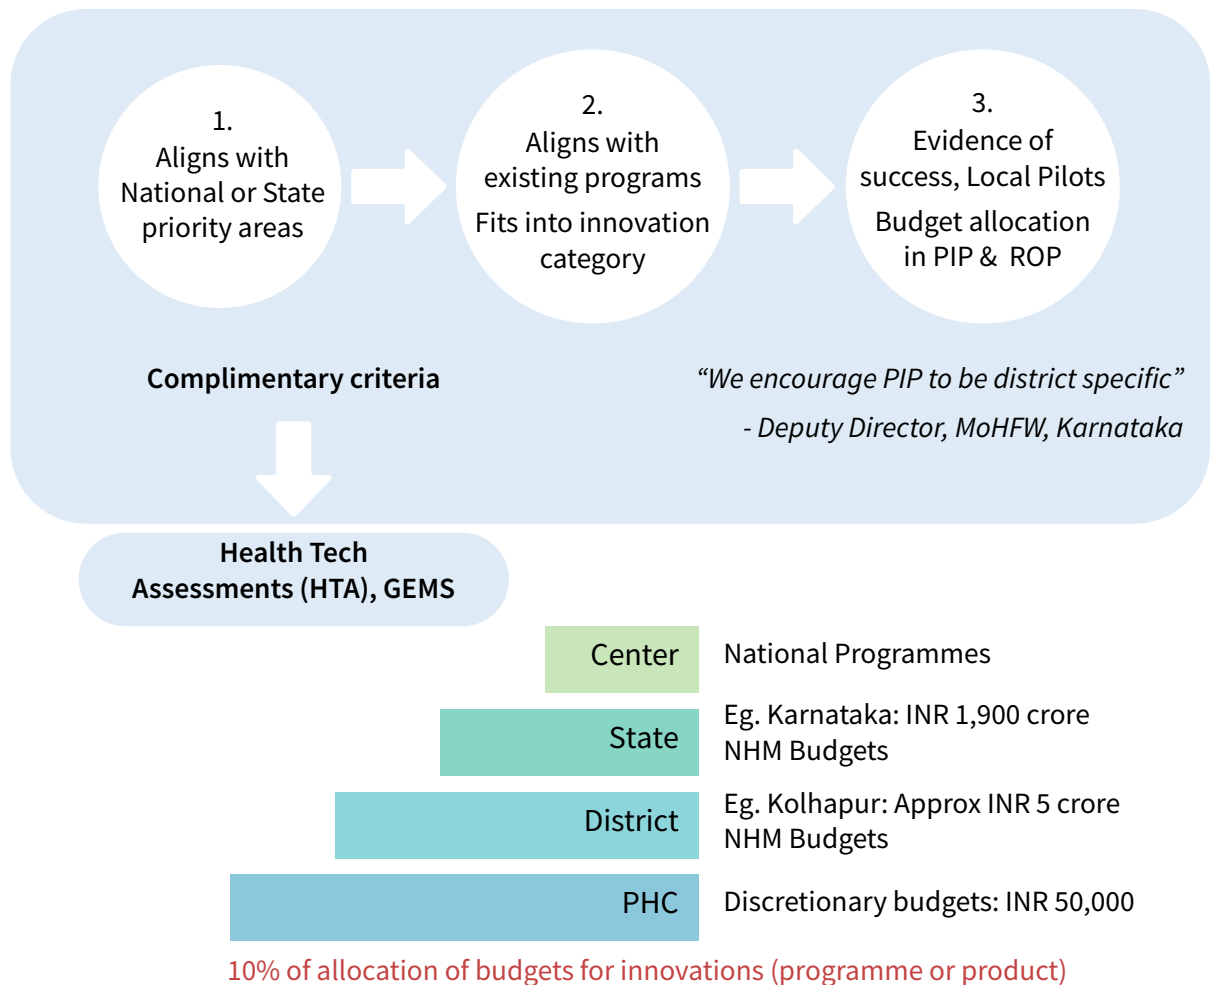 1.
Aligns with
National or State
priority areas
2.
Aligns with
existing programs
Fits into innovation
category
3.
Evidence of
success, Local Pilots
Budget allocation
in PIP & ROP
Complimentary criteria
“We encourage PIP to be district specific”
- Deputy Director, MoHFW, Karnataka
Health Tech
Assessments (HTA), GEMS
Center
National Programmes
State
Eg. Karnataka: INR 1,900 crore
NHM Budgets
District
Eg. Kolhapur: Approx INR 5 crore
NHM Budgets
PHC
Discretionary budgets: INR 50,000
10% of allocation of budgets for innovations (programme or product)